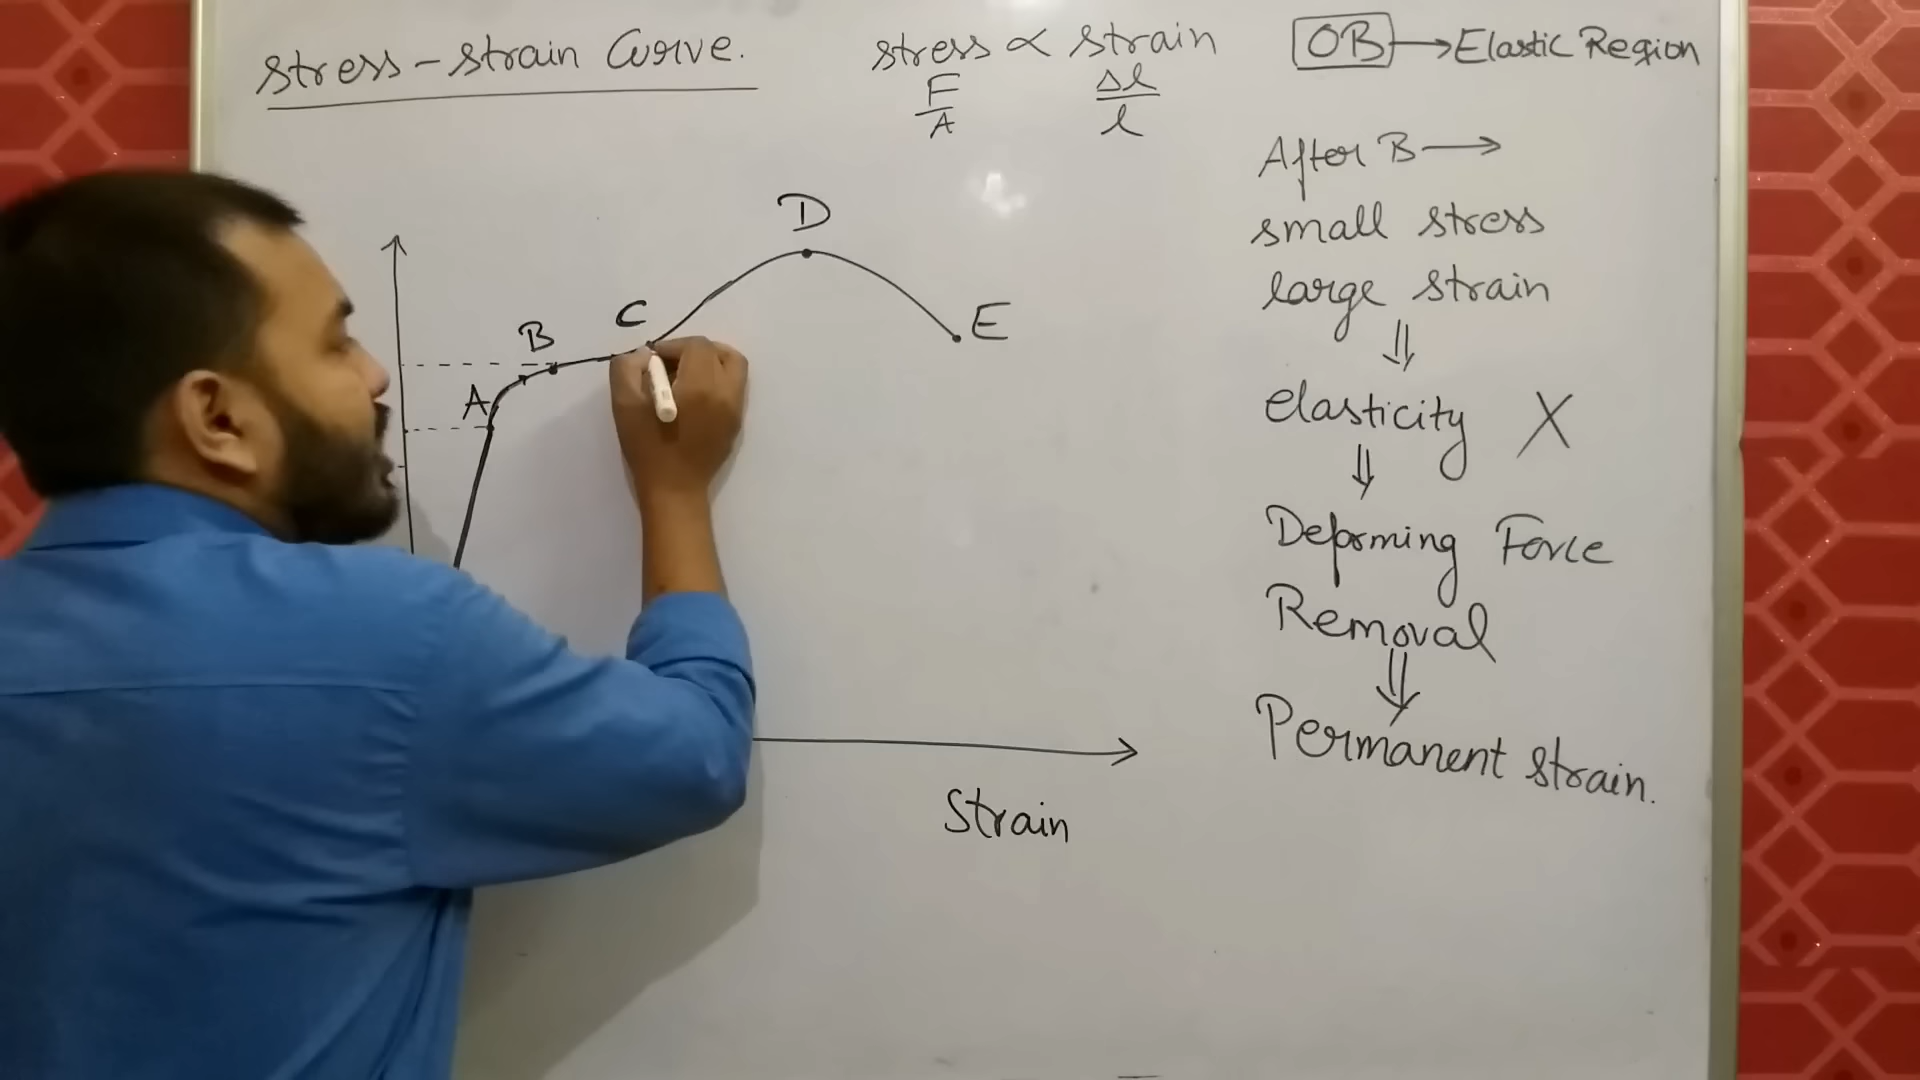 Stress-Strain Curve.
stress ∝ strain
F/A Δl/l
OB → Elastic Region
After B →
small stress
large strain
⇓
elasticity X
⇓
Deforming Force
Removal
⇓
Permanent strain.
D
C
E
B
A
Strain